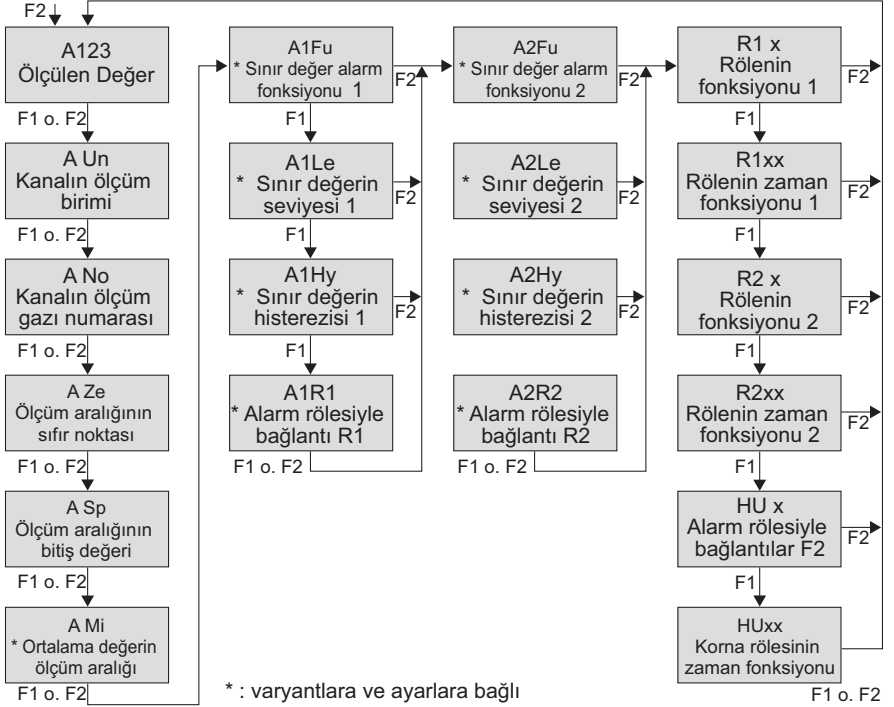 F2
A123
Ölçülen Değer
F1 o. F2
A Un
Kanalın ölçüm
birimi
F1 o. F2
A No
Kanalın ölçüm
gazı numarası
F1 o. F2
A Ze
Ölçüm aralığının
sıfır noktası
F1 o. F2
A Sp
Ölçüm aralığının
bitiş değeri
F1 o. F2
A Mi
* Ortalama değerin
ölçüm aralığı
F1 o. F2
A1Fu
* Sınır değer alarm
fonksiyonu 1
F2
F1
A1Le
* Sınır değerin
seviyesi 1
F2
F1
A1Hy
* Sınır değerin
histerezisi 1
F2
F1
A1R1
* Alarm rölesiyle
bağlantı R1
F1 o. F2
A2Fu
* Sınır değer alarm
fonksiyonu 2
F2
A2Le
* Sınır değerin
seviyesi 2
F2
A2Hy
* Sınır değerin
histerezisi 2
F2
A2R2
* Alarm rölesiyle
bağlantı R2
F1 o. F2
R1 x
Rölenin
fonksiyonu 1
F2
F1
R1xx
Rölenin zaman
fonksiyonu 1
F2
F1
R2 x
Rölenin
fonksiyonu 2
F2
F1
R2xx
Rölenin zaman
fonksiyonu 2
F2
F1
HU x
Alarm rölesiyle
bağlantılar F2
F2
F1
HUxx
Korna rölesinin
zaman fonksiyonu
F1 o. F2
* : varyantlara ve ayarlara bağlı